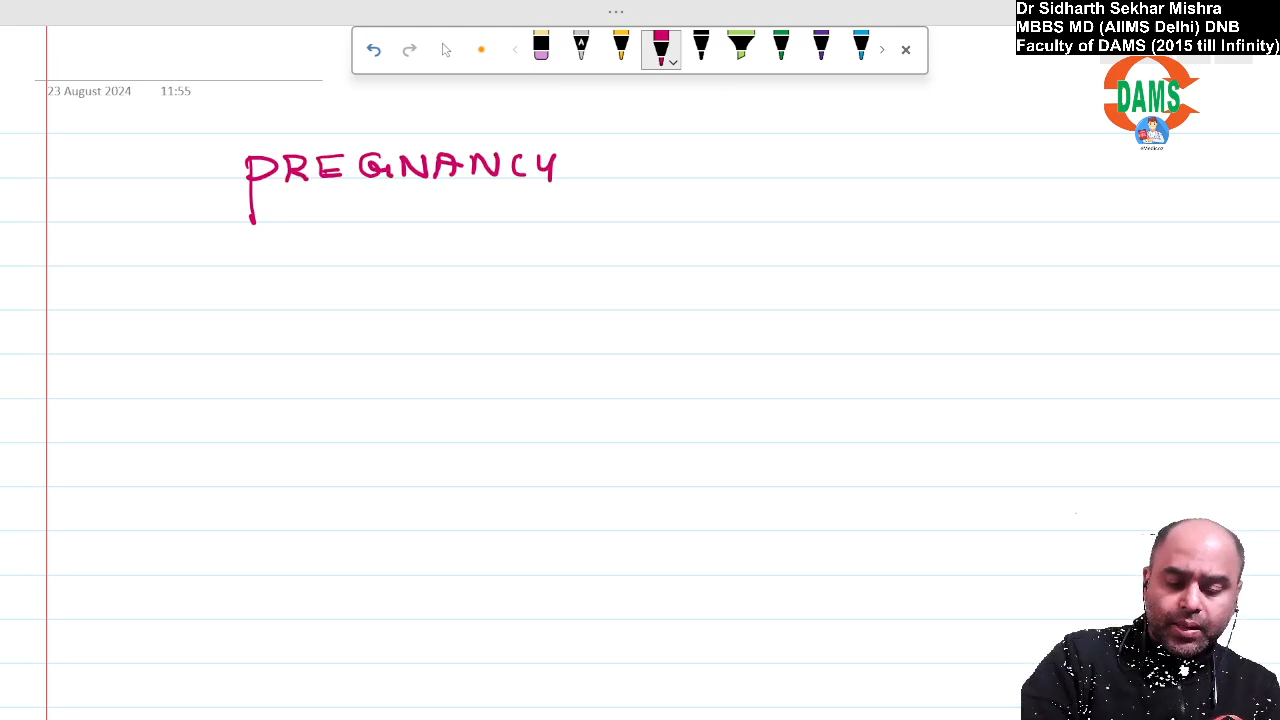 Dr Sidharth Sekhar Mishra
MBBS MD (AIIMS Delhi) DNB
Faculty of DAMS (2015 till Infinity)
DAMS
eMedicoz
23 August 2024 11:55
PREGNANCY